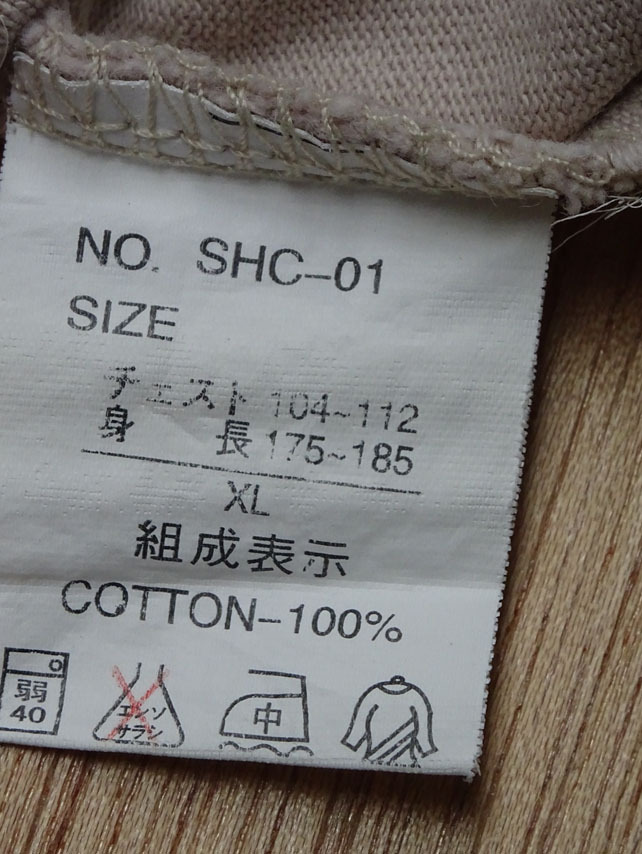 NO. SHC-01
SIZE
チェスト 104~112
身 長 175~185
XL
組成表示
COTTON-100%
弱
40
エンソ
サラシ
中